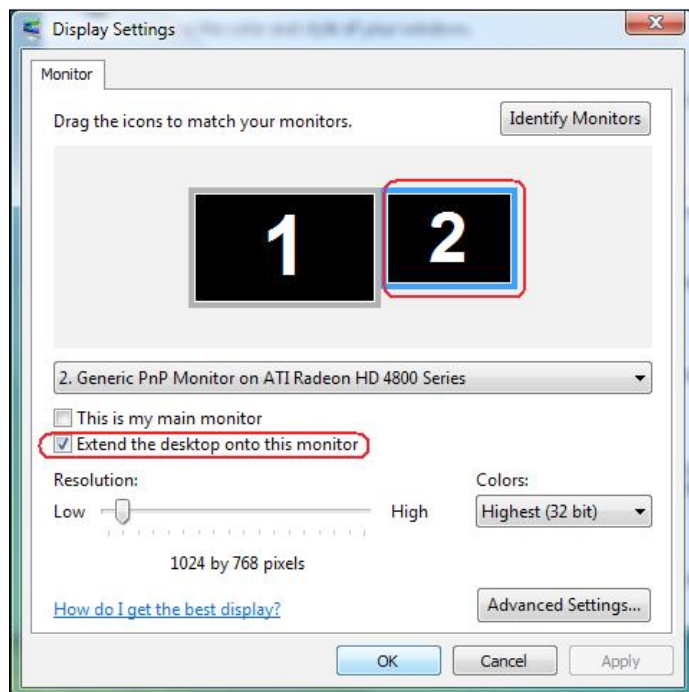 Display Settings
Monitor
Drag the icons to match your monitors.
Identify Monitors
1 2
2. Generic PnP Monitor on ATI Radeon HD 4800 Series
This is my main monitor
Extend the desktop onto this monitor
Resolution:
Colors:
Low High
Highest (32 bit)
1024 by 768 pixels
How do I get the best display?
Advanced Settings...
OK Cancel Apply